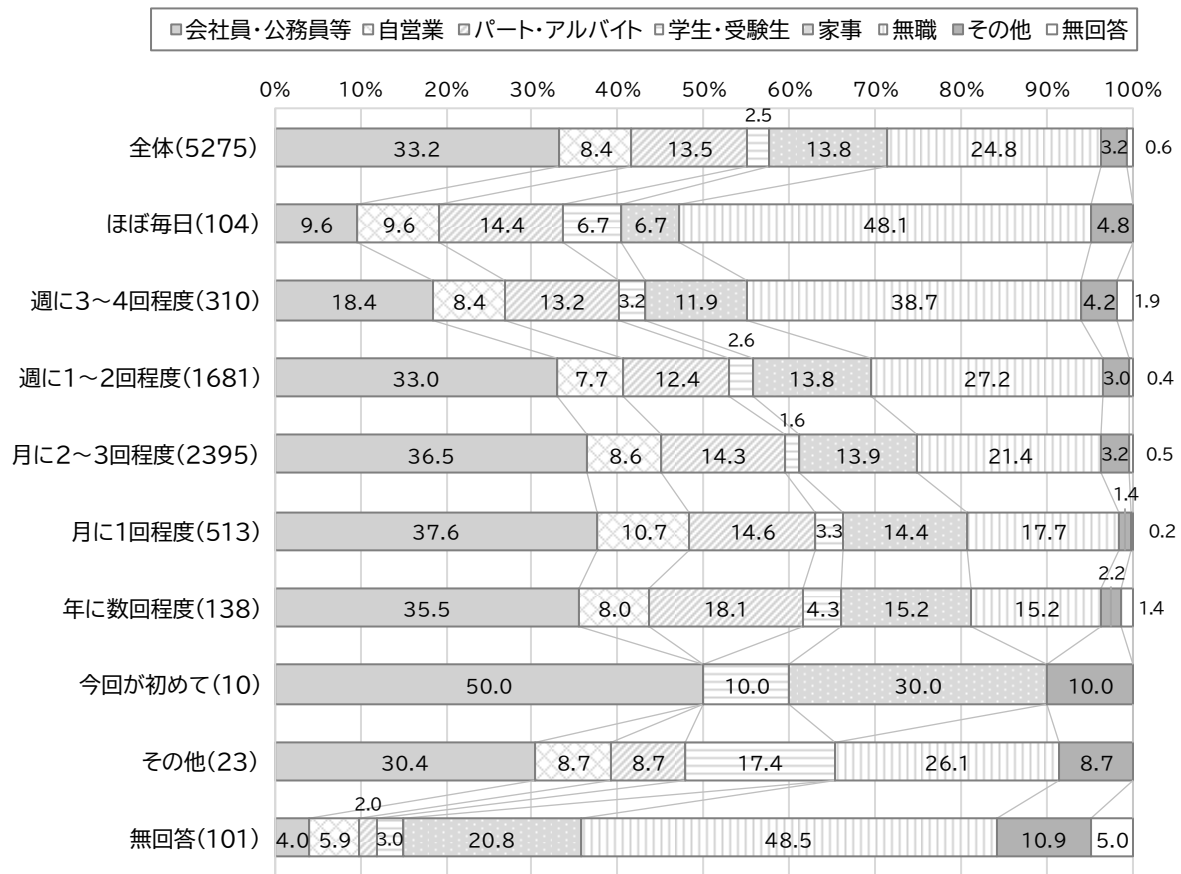 会社員・公務員等 自営業 パート・アルバイト 学生・受験生 家事 無職 その他 無回答
0% 10% 20% 30% 40% 50% 60% 70% 80% 90% 100%
2.5
全体(5275) 33.2 8.4 13.5 13.8 24.8 3.2 0.6
ほぼ毎日(104) 9.6 9.6 14.4 6.7 6.7 48.1 4.8
週に3～4回程度(310) 18.4 8.4 13.2 3.2 11.9 38.7 4.2 1.9
2.6
週に1～2回程度(1681) 33.0 7.7 12.4 13.8 27.2 3.0 0.4
1.6
月に2～3回程度(2395) 36.5 8.6 14.3 13.9 21.4 3.2 0.5
1.4
月に1回程度(513) 37.6 10.7 14.6 3.3 14.4 17.7 0.2
2.2
年に数回程度(138) 35.5 8.0 18.1 4.3 15.2 15.2 1.4
今回が初めて(10) 50.0 10.0 30.0 10.0
その他(23) 30.4 8.7 8.7 17.4 26.1 8.7
2.0
無回答(101) 4.0 5.9 3.0 20.8 48.5 10.9 5.0